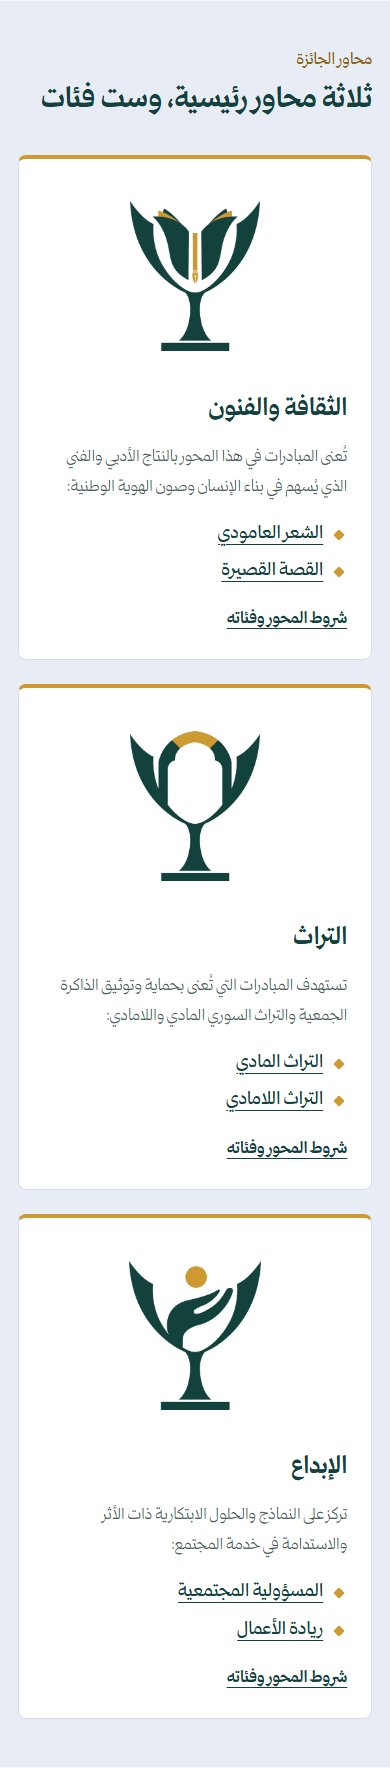 محاور الجائزة
ثلاثة محاور رئيسية، وست فئات
الثقافة والفنون
تُعنى المبادرات في هذا المحور بالنتاج الأدبي والفني
الذي يُسهم في بناء الإنسان وصون الهوية الوطنية:
الشعر العامودي
القصة القصيرة
شروط المحور وفئاته
التراث
تستهدف المبادرات التي تُعنى بحماية وتوثيق الذاكرة
الجمعية والتراث السوري المادي واللامادي:
التراث المادي
التراث اللامادي
شروط المحور وفئاته
الإبداع
تركز على النماذج والحلول الابتكارية ذات الأثر
والاستدامة في خدمة المجتمع:
المسؤولية المجتمعية
ريادة الأعمال
شروط المحور وفئاته